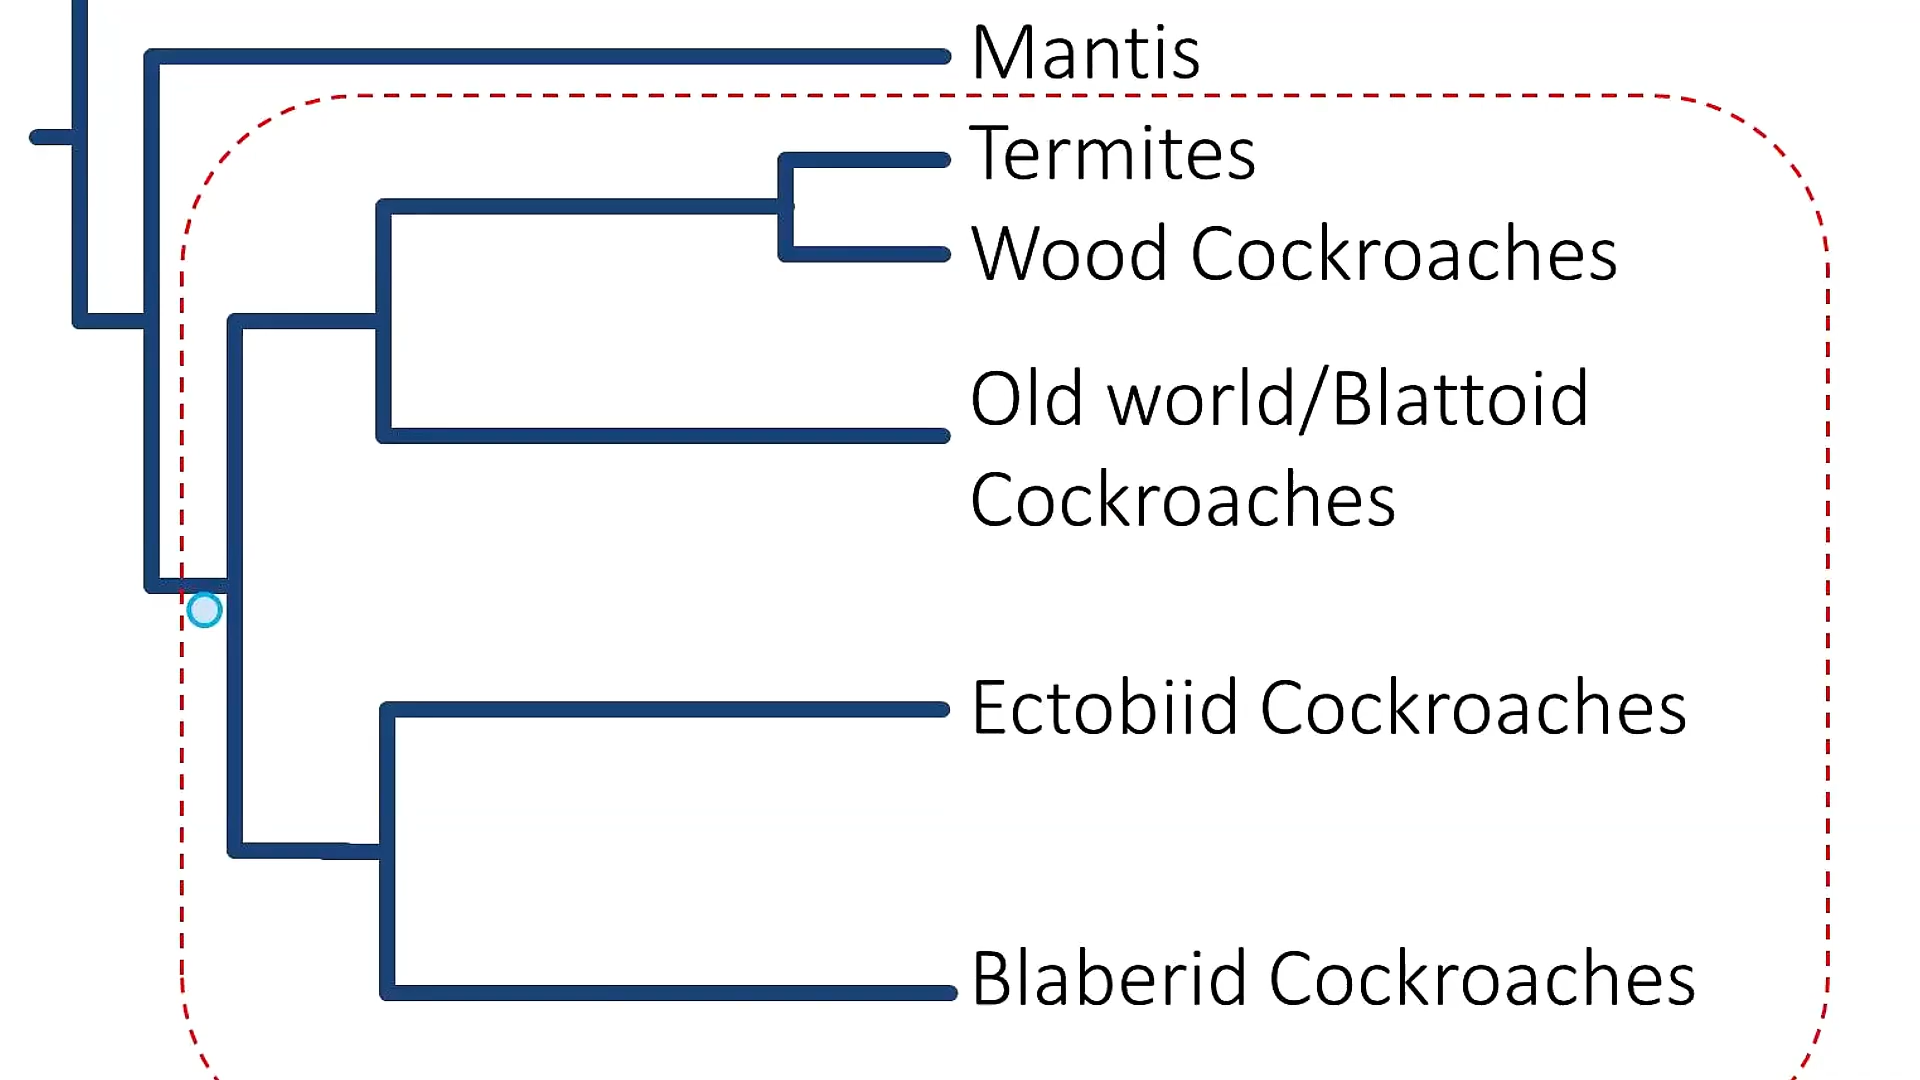 Mantis
Termites
Wood Cockroaches
Old world/Blattoid
Cockroaches
Ectobiid Cockroaches
Blaberid Cockroaches